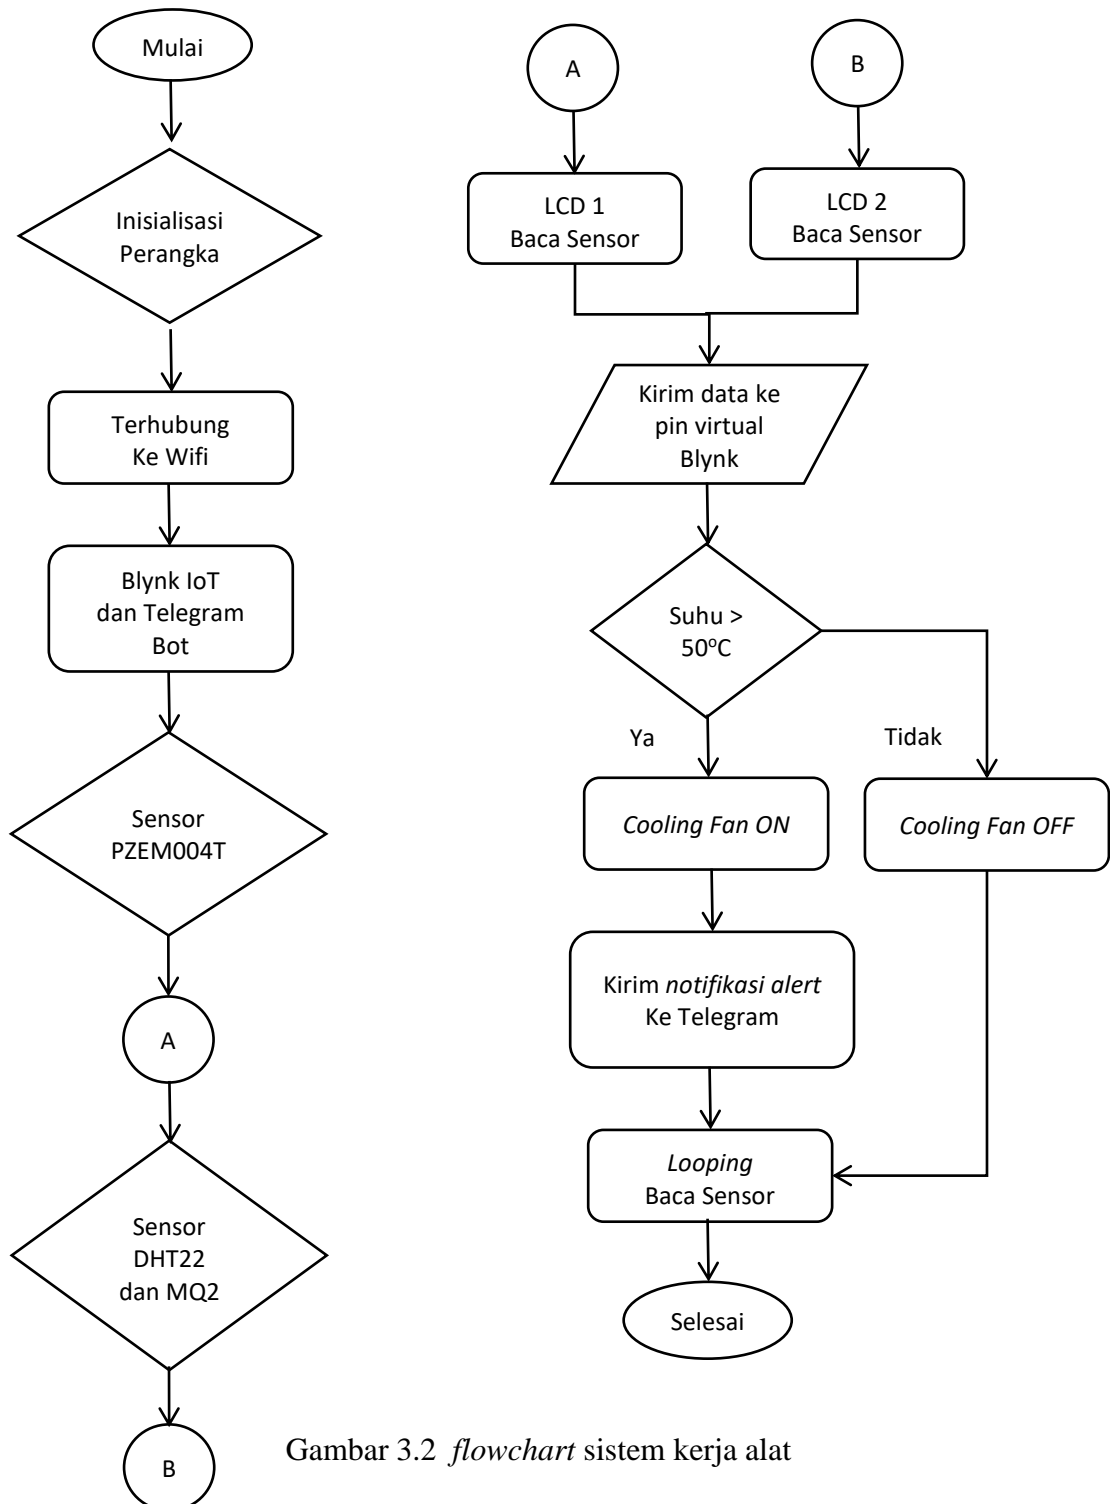 Mulai
Inisialisasi
Perangka
Terhubung
Ke Wifi
Blynk IoT
dan Telegram
Bot
Sensor
PZEM004T
A
Sensor
DHT22
dan MQ2
B
A
B
LCD 1
Baca Sensor
LCD 2
Baca Sensor
Kirim data ke
pin virtual
Blynk
Suhu >
50°C
Ya
Tidak
Cooling Fan ON
Cooling Fan OFF
Kirim notifikasi alert
Ke Telegram
Looping
Baca Sensor
Selesai
Gambar 3.2 flowchart sistem kerja alat